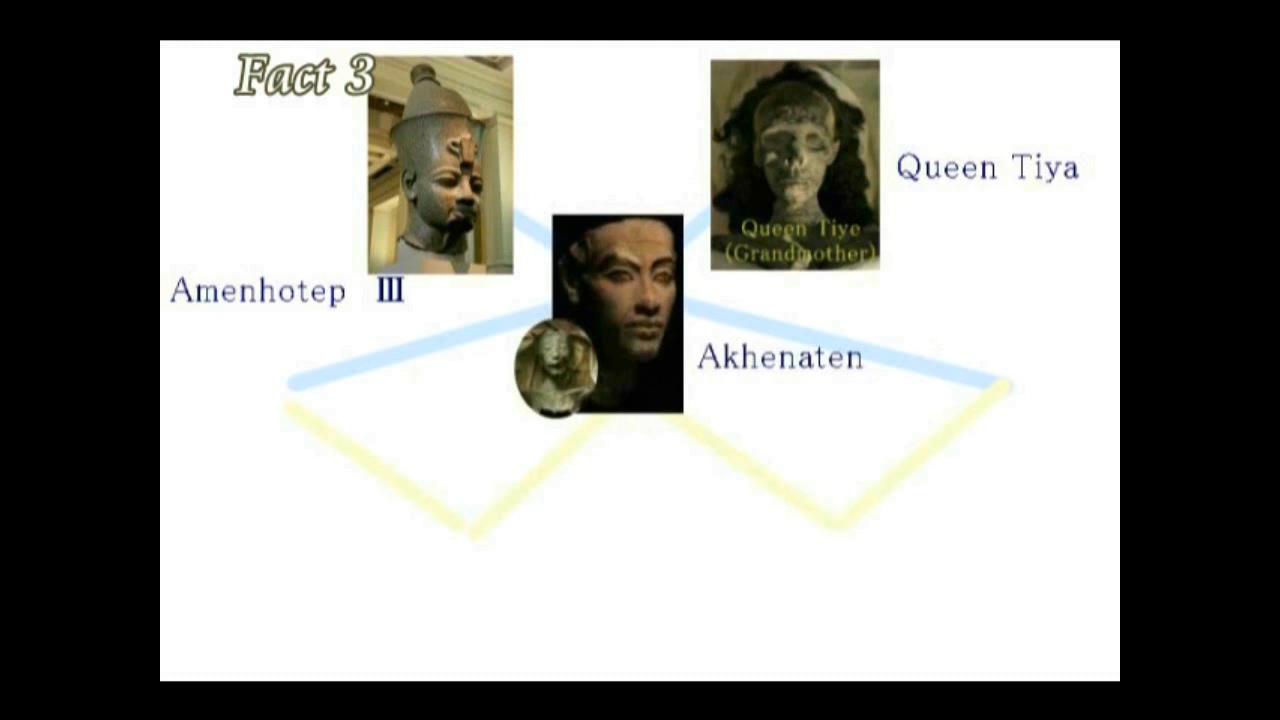 Fact 3
Queen Tiya
Queen Tiye
(Grandmother)
Amenhotep Ⅲ
Akhenaten